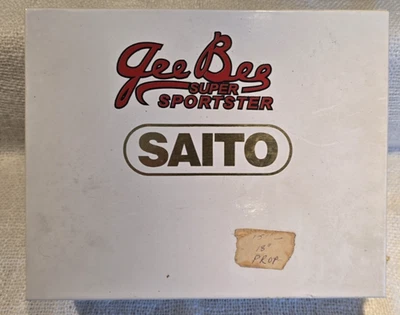 Gee Bee
SUPER
SPORTSTER
SAITO
18"
PROP